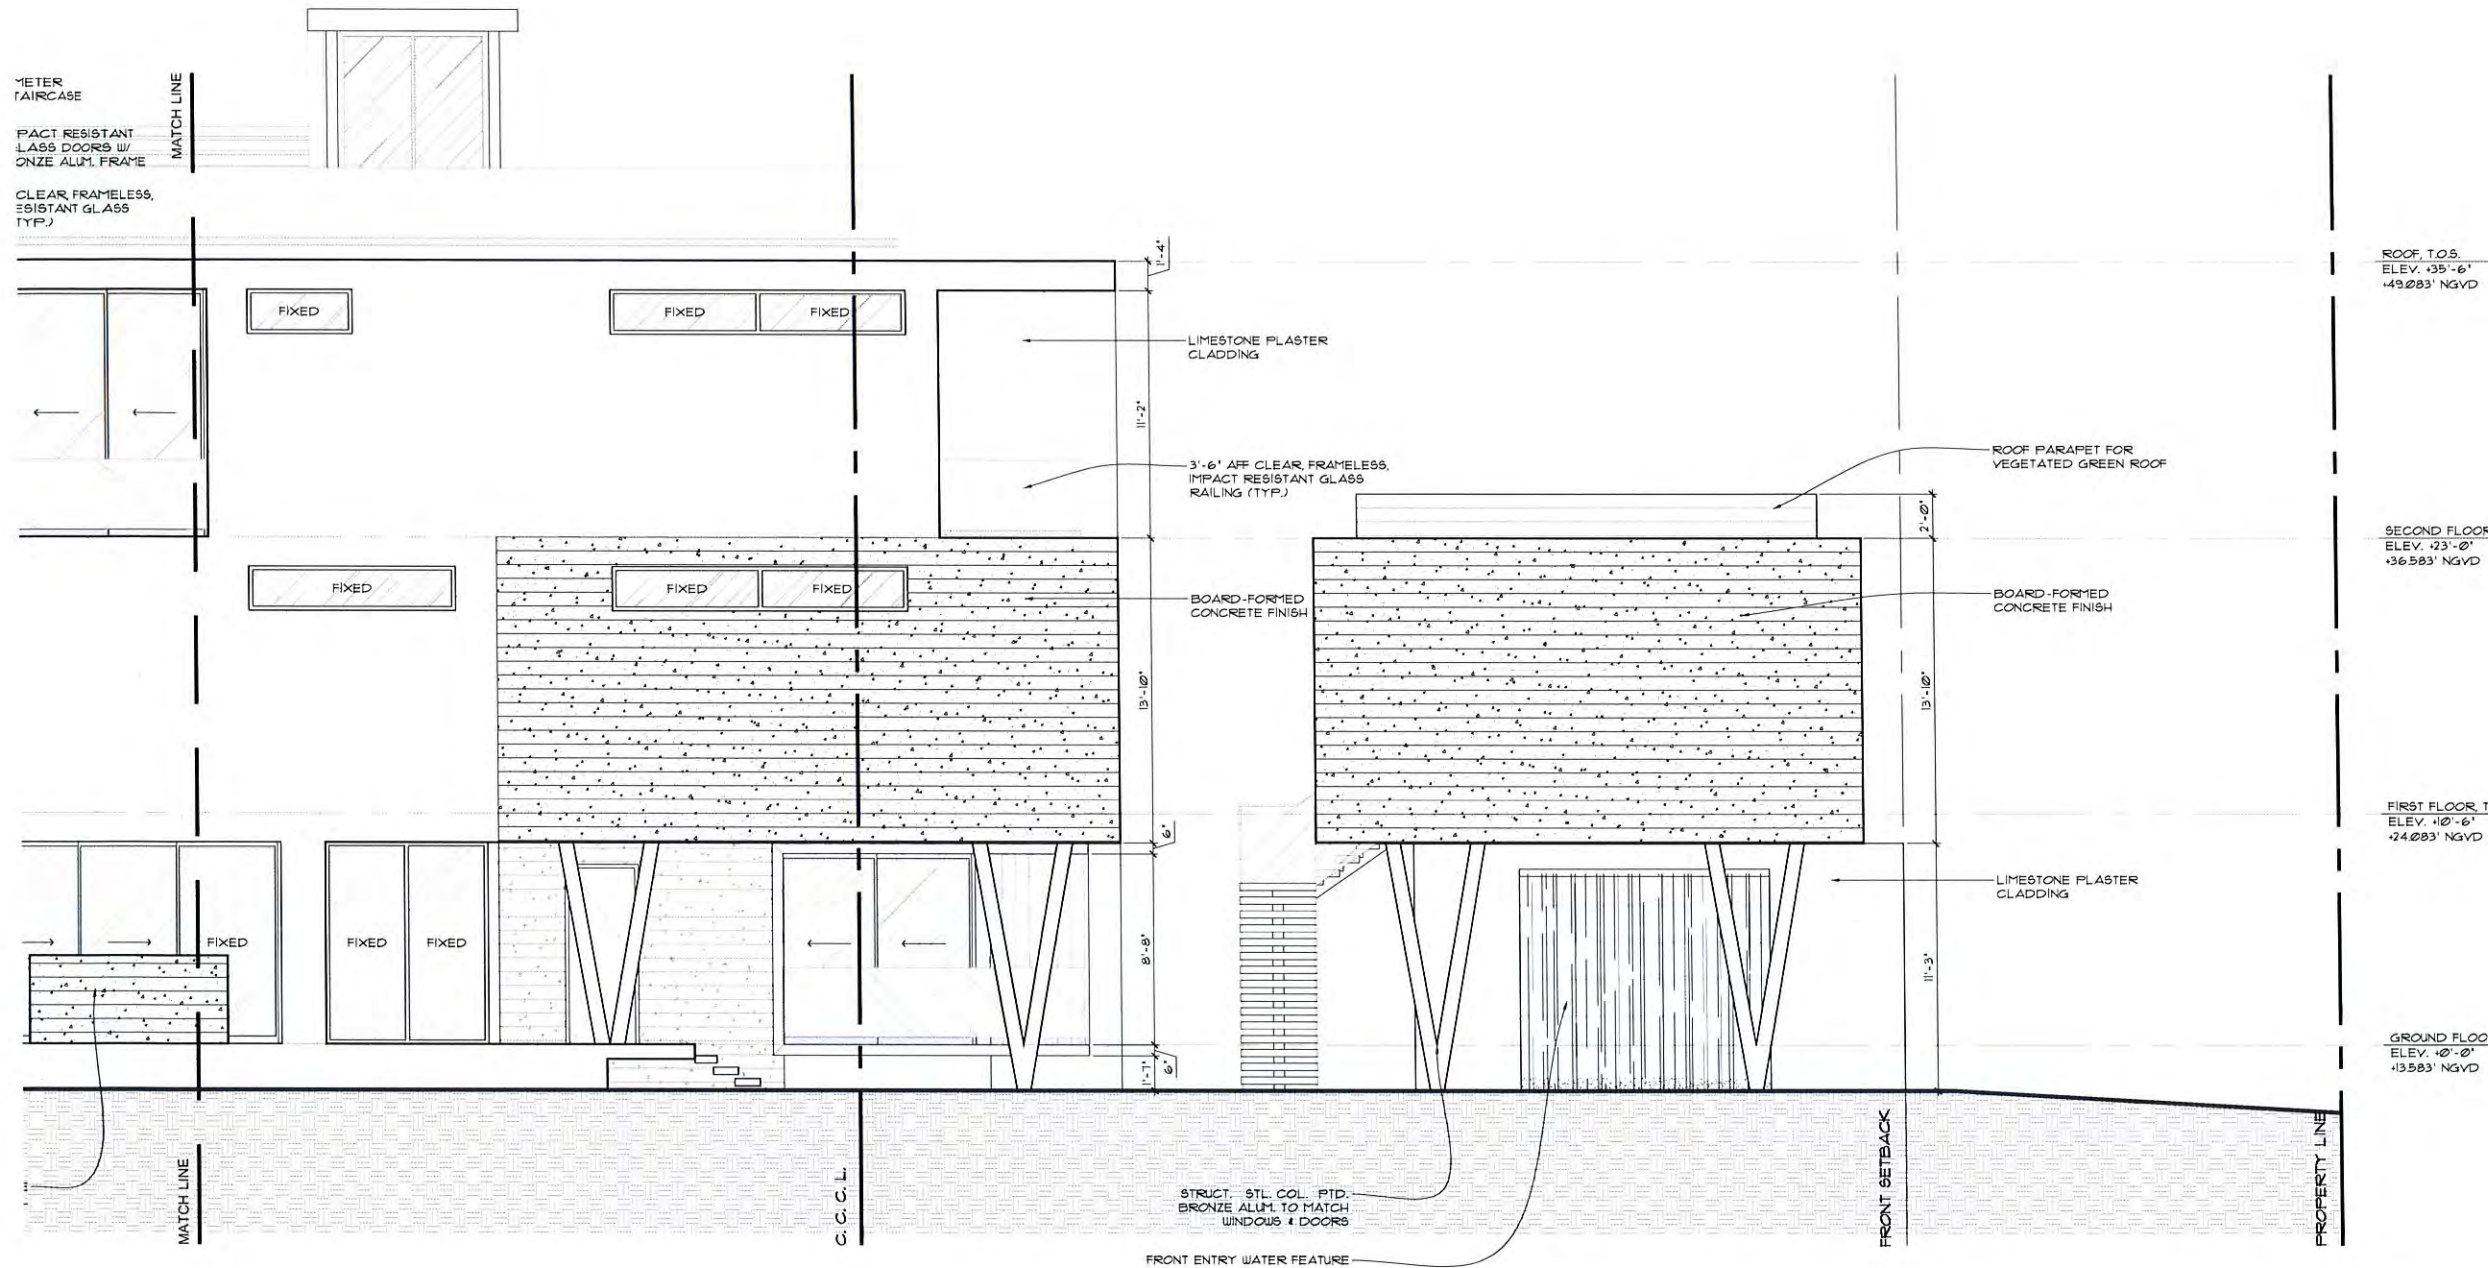 METER
TAIRCASE
MATCH LINE
PACT RESISTANT
LASS DOORS W/
ONZE ALUM. FRAME
CLEAR, FRAMELESS,
ESISTANT GLASS
TYP.)
1'-4"
ROOF, T.O.S.
ELEV. +35'-6"
+49.083' NGVD
FIXED
FIXED
FIXED
LIMESTONE PLASTER
CLADDING
11'-2"
3'-6" AFF CLEAR, FRAMELESS,
IMPACT RESISTANT GLASS
RAILING (TYP.)
ROOF PARAPET FOR
VEGETATED GREEN ROOF
2'-0"
SECOND FLOOR
ELEV. +23'-0"
+36.583' NGVD
FIXED
FIXED
FIXED
BOARD-FORMED
CONCRETE FINISH
BOARD-FORMED
CONCRETE FINISH
13'-10"
13'-10"
FIRST FLOOR, T
ELEV. +10'-6"
+24.083' NGVD
6"
LIMESTONE PLASTER
CLADDING
FIXED
FIXED
FIXED
8'-8"
11'-3"
GROUND FLOO
ELEV. +0'-0"
+13.583' NGVD
1'-7"
6"
MATCH LINE
C. C. C. L.
FRONT SETBACK
PROPERTY LINE
STRUCT. STL. COL. PTD.
BRONZE ALUM. TO MATCH
WINDOWS & DOORS
FRONT ENTRY WATER FEATURE